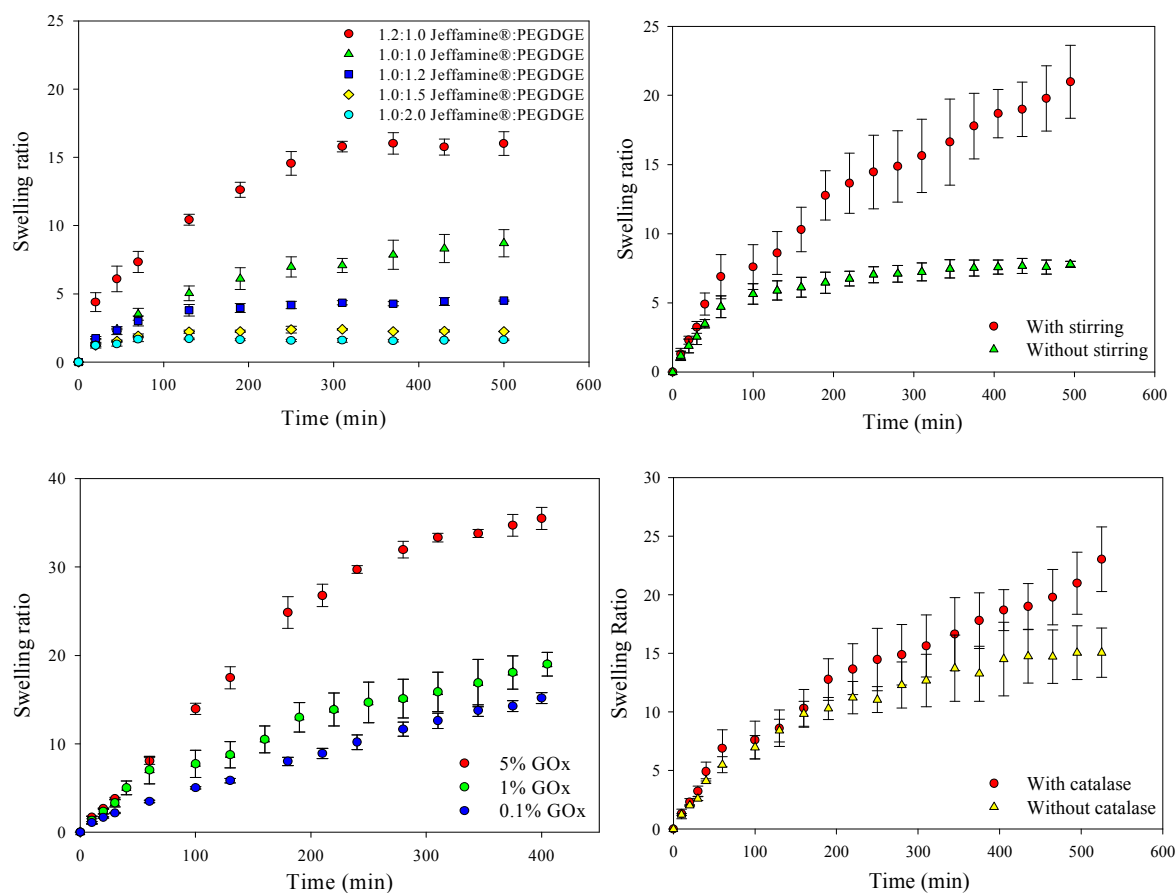 25
20
15
10
5
0
Swelling ratio
1.2:1.0 Jeffamine®:PEGDGE
1.0:1.0 Jeffamine®:PEGDGE
1.0:1.2 Jeffamine®:PEGDGE
1.0:1.5 Jeffamine®:PEGDGE
1.0:2.0 Jeffamine®:PEGDGE
0 100 200 300 400 500 600
Time (min)
25
20
15
10
5
0
Swelling ratio
With stirring
Without stirring
0 100 200 300 400 500 600
Time (min)
40
30
20
10
0
Swelling ratio
5% GOx
1% GOx
0.1% GOx
0 100 200 300 400
Time (min)
30
25
20
15
10
5
0
Swelling Ratio
With catalase
Without catalase
0 100 200 300 400 500 600
Time (min)